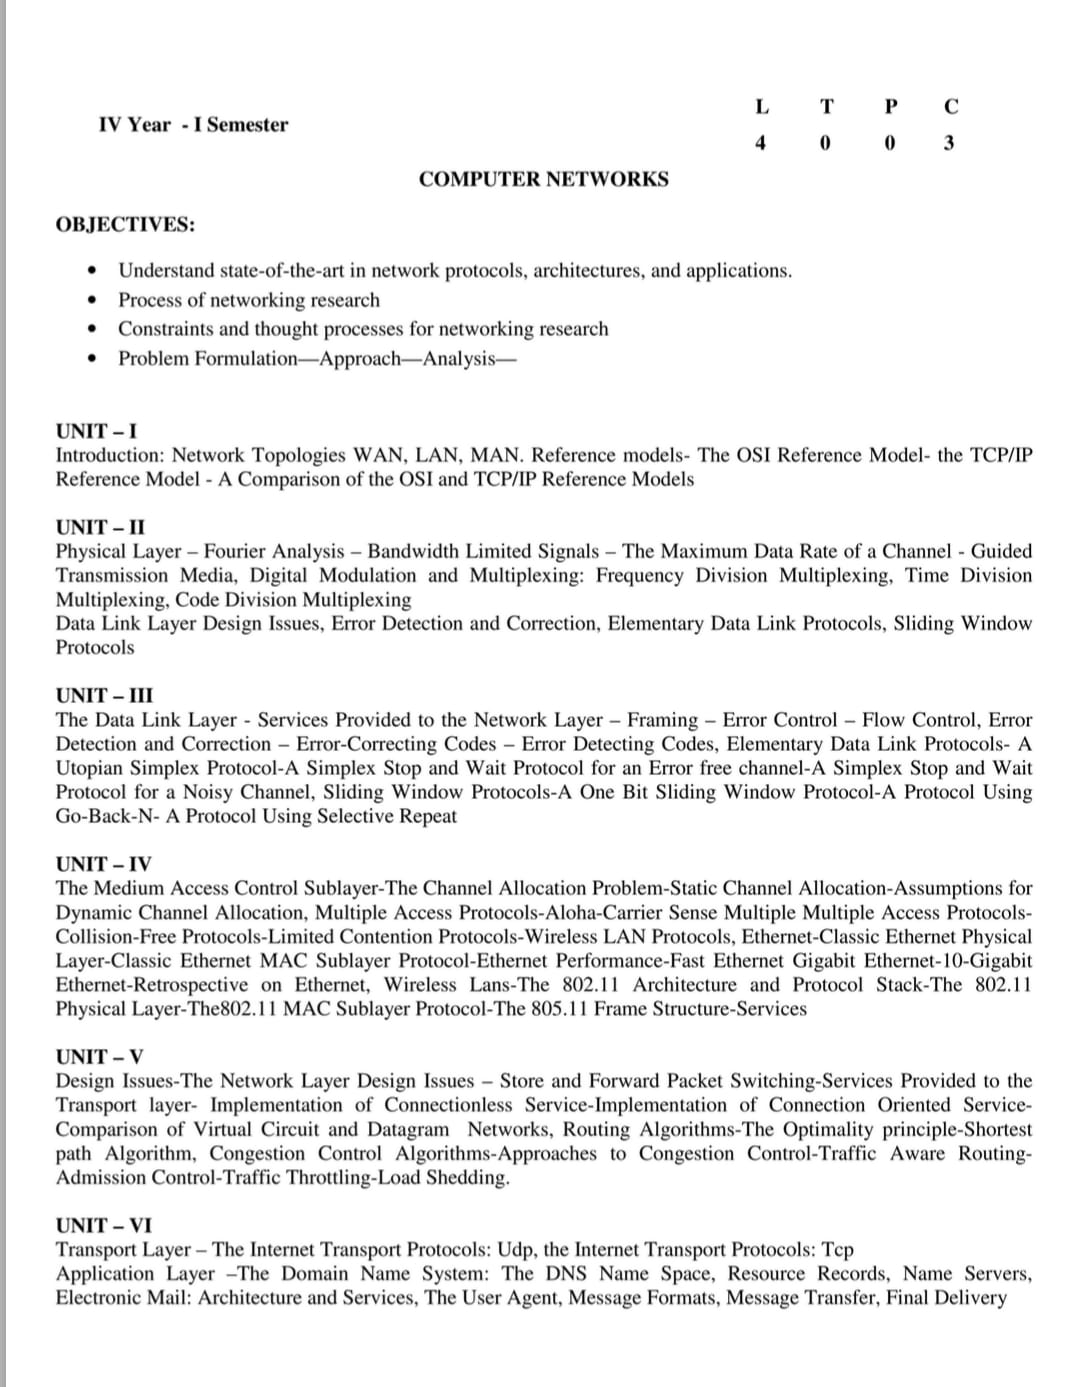 L T P C
IV Year - I Semester
4 0 0 3
COMPUTER NETWORKS
OBJECTIVES:
• Understand state-of-the-art in network protocols, architectures, and applications.
• Process of networking research
• Constraints and thought processes for networking research
• Problem Formulation—Approach—Analysis—
UNIT – I
Introduction: Network Topologies WAN, LAN, MAN. Reference models- The OSI Reference Model- the TCP/IP
Reference Model - A Comparison of the OSI and TCP/IP Reference Models
UNIT – II
Physical Layer – Fourier Analysis – Bandwidth Limited Signals – The Maximum Data Rate of a Channel - Guided
Transmission Media, Digital Modulation and Multiplexing: Frequency Division Multiplexing, Time Division
Multiplexing, Code Division Multiplexing
Data Link Layer Design Issues, Error Detection and Correction, Elementary Data Link Protocols, Sliding Window
Protocols
UNIT – III
The Data Link Layer - Services Provided to the Network Layer – Framing – Error Control – Flow Control, Error
Detection and Correction – Error-Correcting Codes – Error Detecting Codes, Elementary Data Link Protocols- A
Utopian Simplex Protocol-A Simplex Stop and Wait Protocol for an Error free channel-A Simplex Stop and Wait
Protocol for a Noisy Channel, Sliding Window Protocols-A One Bit Sliding Window Protocol-A Protocol Using
Go-Back-N- A Protocol Using Selective Repeat
UNIT – IV
The Medium Access Control Sublayer-The Channel Allocation Problem-Static Channel Allocation-Assumptions for
Dynamic Channel Allocation, Multiple Access Protocols-Aloha-Carrier Sense Multiple Multiple Access Protocols-
Collision-Free Protocols-Limited Contention Protocols-Wireless LAN Protocols, Ethernet-Classic Ethernet Physical
Layer-Classic Ethernet MAC Sublayer Protocol-Ethernet Performance-Fast Ethernet Gigabit Ethernet-10-Gigabit
Ethernet-Retrospective on Ethernet, Wireless Lans-The 802.11 Architecture and Protocol Stack-The 802.11
Physical Layer-The802.11 MAC Sublayer Protocol-The 805.11 Frame Structure-Services
UNIT – V
Design Issues-The Network Layer Design Issues – Store and Forward Packet Switching-Services Provided to the
Transport layer- Implementation of Connectionless Service-Implementation of Connection Oriented Service-
Comparison of Virtual Circuit and Datagram Networks, Routing Algorithms-The Optimality principle-Shortest
path Algorithm, Congestion Control Algorithms-Approaches to Congestion Control-Traffic Aware Routing-
Admission Control-Traffic Throttling-Load Shedding.
UNIT – VI
Transport Layer – The Internet Transport Protocols: Udp, the Internet Transport Protocols: Tcp
Application Layer –The Domain Name System: The DNS Name Space, Resource Records, Name Servers,
Electronic Mail: Architecture and Services, The User Agent, Message Formats, Message Transfer, Final Delivery